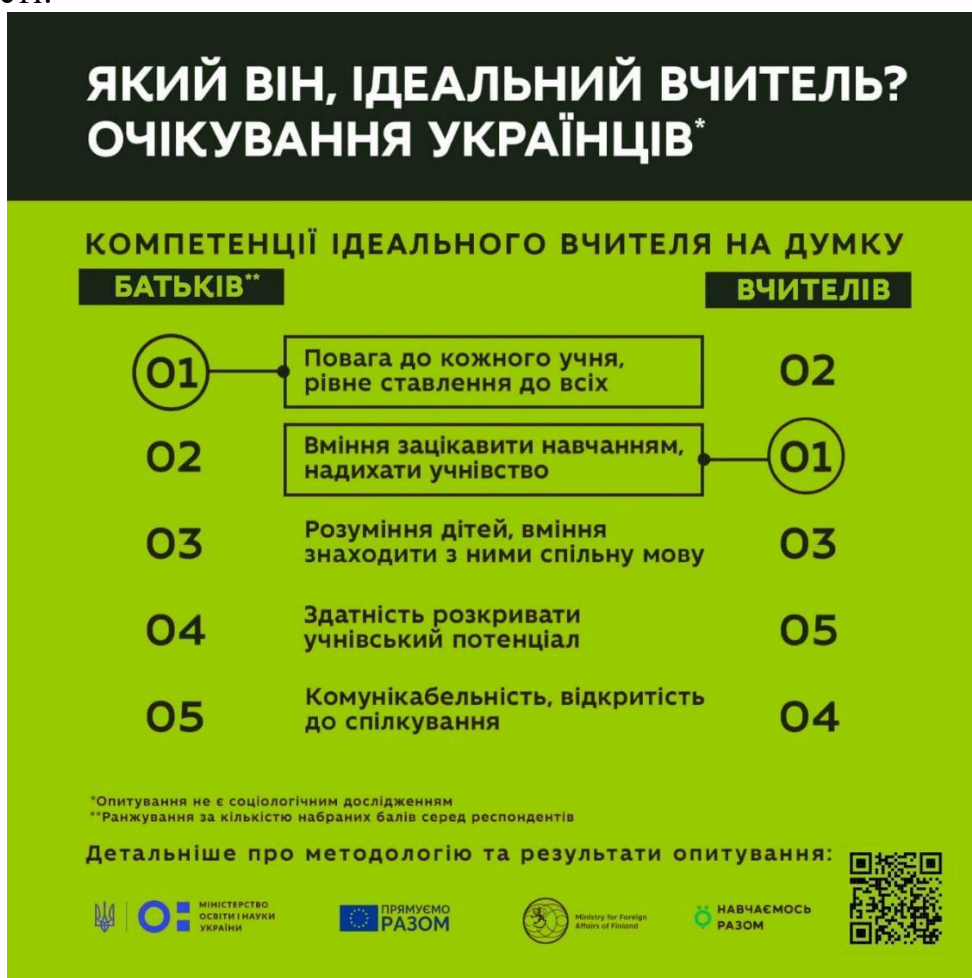 ЯКИЙ ВІН, ІДЕАЛЬНИЙ ВЧИТЕЛЬ?
ОЧІКУВАННЯ УКРАЇНЦІВ*
КОМПЕТЕНЦІЇ ІДЕАЛЬНОГО ВЧИТЕЛЯ НА ДУМКУ
БАТЬКІВ**
ВЧИТЕЛІВ
01 Повага до кожного учня, 02
рівне ставлення до всіх
02 Вміння зацікавити навчанням, 01
надихати учнівство
03 Розуміння дітей, вміння 03
знаходити з ними спільну мову
04 Здатність розкривати 05
учнівський потенціал
05 Комунікабельність, відкритість 04
до спілкування
*Опитування не є соціологічним дослідженням
**Ранжування за кількістю набраних балів серед респондентів
Детальніше про методологію та результати опитування:
МІНІСТЕРСТВО
ОСВІТИ І НАУКИ
УКРАЇНИ
ПРЯМУЄМО
РАЗОМ
Ministry for Foreign
Affairs of Finland
НАВЧАЄМОСЬ
РАЗОМ